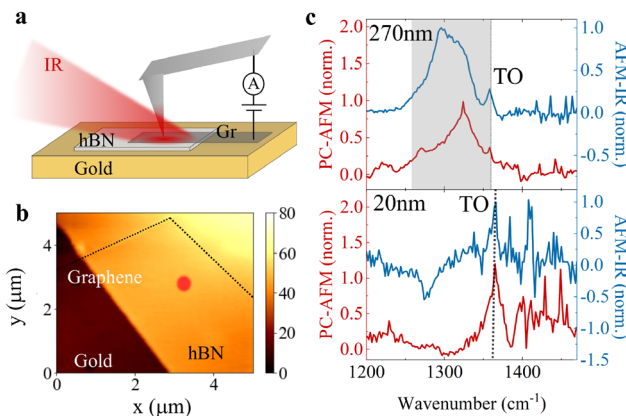 a
IR
A
hBN
Gr
Gold
b
80
60
40
20
0
4
2
0
y (μm)
Graphene
Gold
hBN
0
2
4
x (μm)
c
2.0
1.5
1.0
0.5
0.0
PC-AFM (norm.)
270nm
TO
1.0
0.5
0
-0.5
AFM-IR (norm.)
2.0
1.5
1.0
0.5
0.0
PC-AFM (norm.)
20nm
TO
1.0
0.5
0
-0.5
-1.0
-1.5
AFM-IR (norm.)
1200
1300
1400
Wavenumber (cm⁻¹)